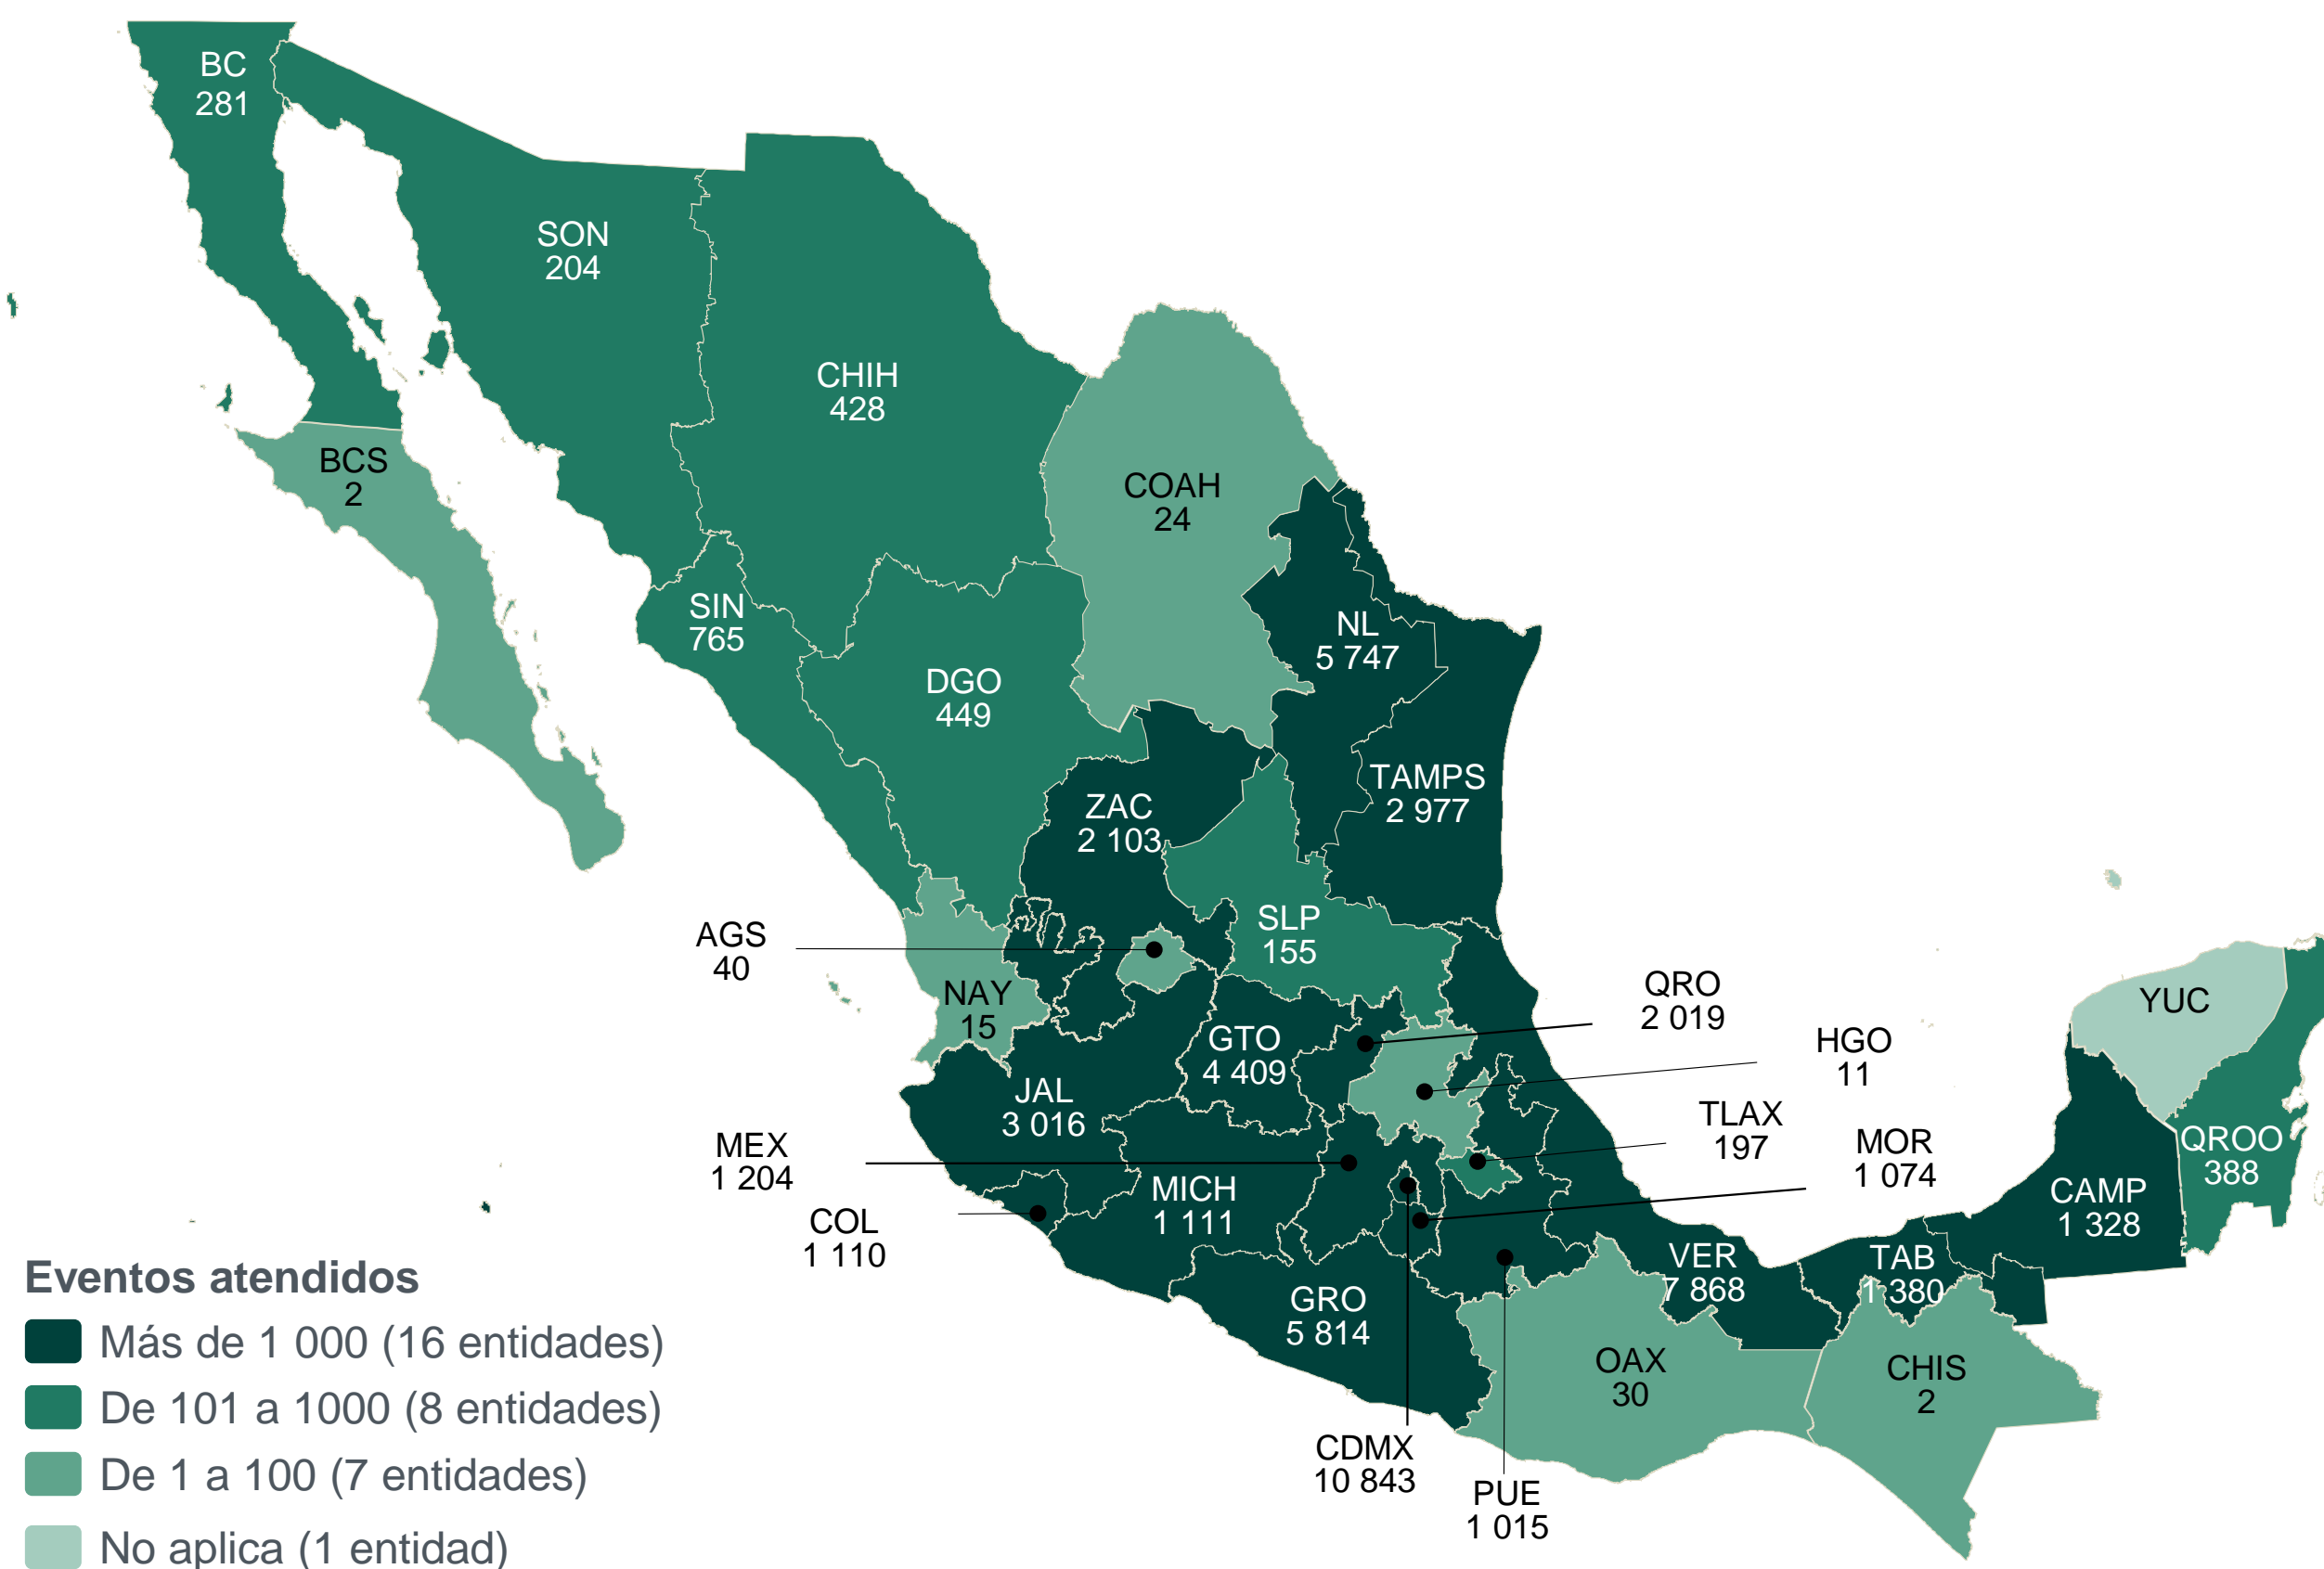 BC
281
SON
204
CHIH
428
BCS
2
COAH
24
SIN
765
NL
5 747
DGO
449
TAMPS
2 977
ZAC
2 103
SLP
155
AGS
40
NAY
15
QRO
2 019
YUC
GTO
4 409
HGO
11
JAL
3 016
TLAX
197
MEX
1 204
MOR
1 074
QROO
388
MICH
1 111
CAMP
1 328
COL
1 110
VER
7 868
TAB
1 380
GRO
5 814
OAX
30
CHIS
2
CDMX
10 843
PUE
1 015
Eventos atendidos
Más de 1 000 (16 entidades)
De 101 a 1000 (8 entidades)
De 1 a 100 (7 entidades)
No aplica (1 entidad)